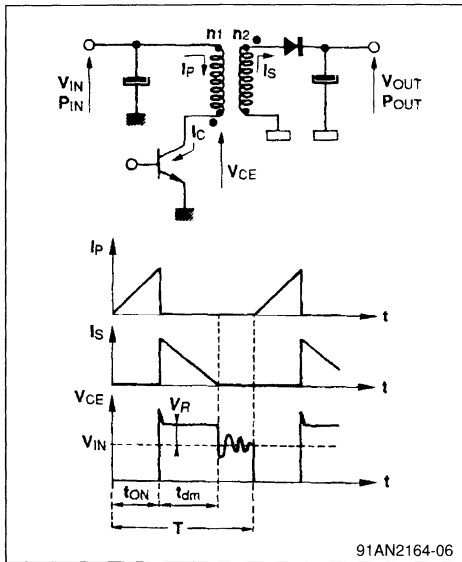 n1 n2
IP IS
VIN
PIN
VOUT
POUT
IC
VCE
IP
t
IS
t
VCE
VR
VIN
t
tON tdm
T
91AN2164-06